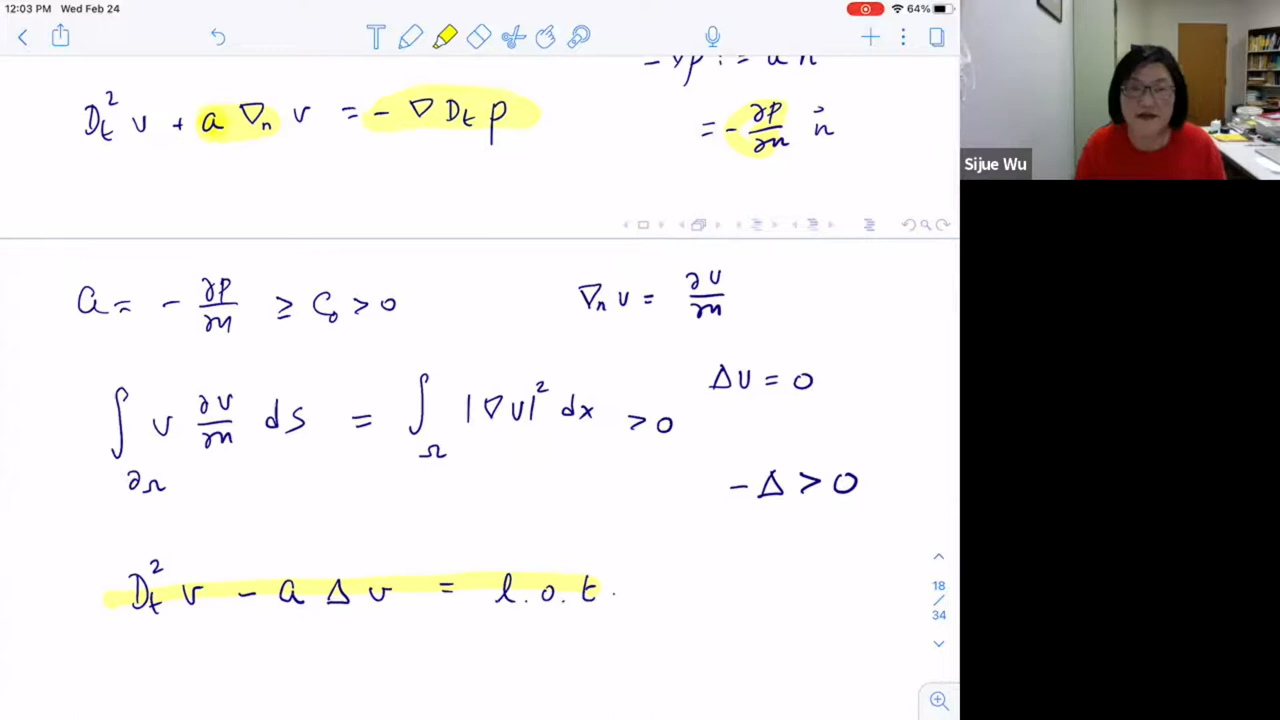 12:03 PM Wed Feb 24
64%
-∇p := a n
D_t^2 v + a ∇_n v = - ∇ D_t p
= - ∂p/∂n n⃗
Sijue Wu
a = - ∂p/∂n ≥ c_0 > 0
∇_n v = ∂v/∂n
∫_∂Ω v ∂v/∂n dS = ∫_Ω |∇v|^2 dx > 0
Δv = 0
- Δ > 0
D_t^2 v - a Δ v = l.o.t.
18
/
34